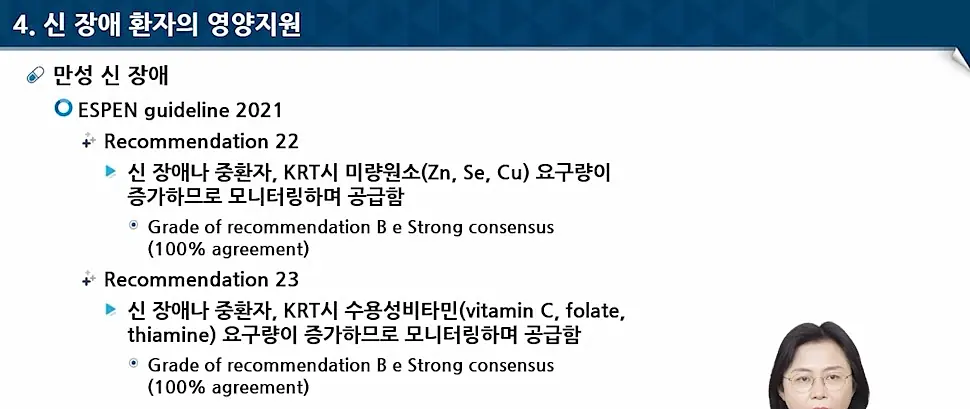 4. 신 장애 환자의 영양지원
만성 신 장애
ESPEN guideline 2021
Recommendation 22
신 장애나 중환자, KRT시 미량원소(Zn, Se, Cu) 요구량이
증가하므로 모니터링하며 공급함
Grade of recommendation B e Strong consensus
(100% agreement)
Recommendation 23
신 장애나 중환자, KRT시 수용성비타민(vitamin C, folate,
thiamine) 요구량이 증가하므로 모니터링하며 공급함
Grade of recommendation B e Strong consensus
(100% agreement)